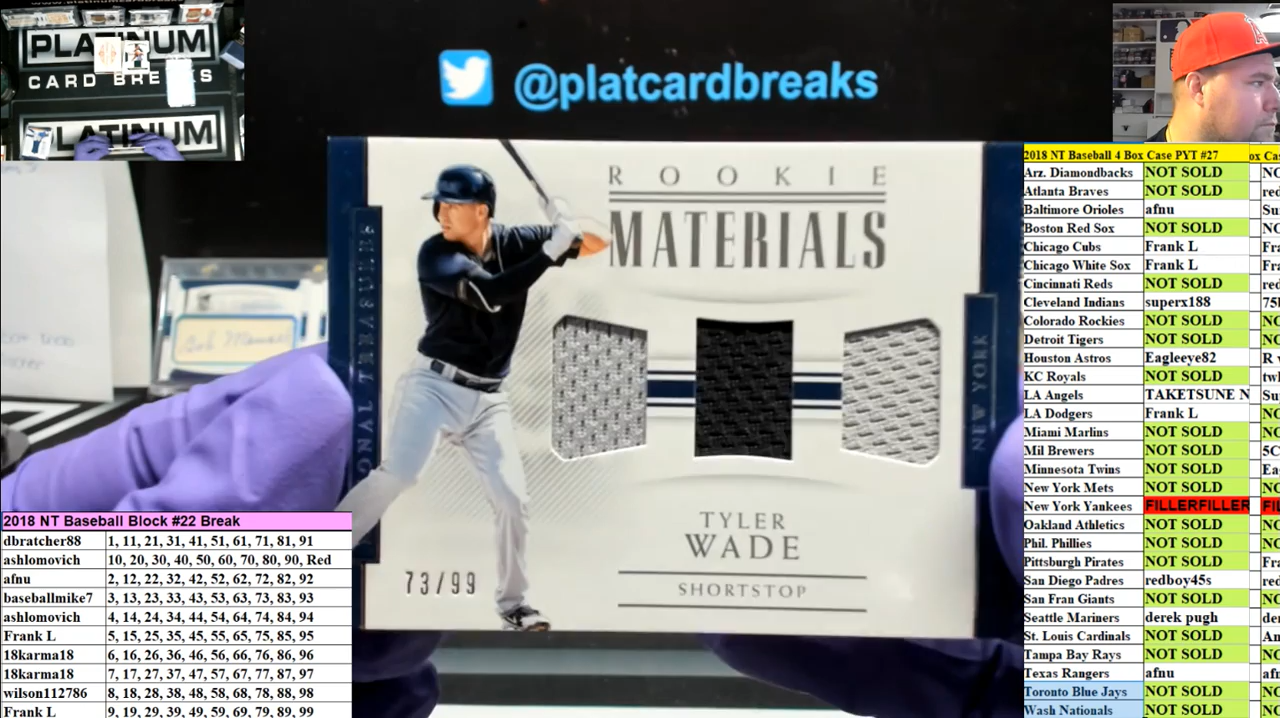 PLATINUM
CARD BREAKS
PLATINUM
@platcardbreaks
ROOKIE
MATERIALS
NEW YORK
TYLER
WADE
SHORTSTOP
73/99
2018 NT Baseball Block #22 Break
dbratcher88 1, 11, 21, 31, 41, 51, 61, 71, 81, 91
ashlomovich 10, 20, 30, 40, 50, 60, 70, 80, 90, Red
afnu 2, 12, 22, 32, 42, 52, 62, 72, 82, 92
baseballmike7 3, 13, 23, 33, 43, 53, 63, 73, 83, 93
ashlomovich 4, 14, 24, 34, 44, 54, 64, 74, 84, 94
Frank L 5, 15, 25, 35, 45, 55, 65, 75, 85, 95
18karma18 6, 16, 26, 36, 46, 56, 66, 76, 86, 96
18karma18 7, 17, 27, 37, 47, 57, 67, 77, 87, 97
wilson112786 8, 18, 28, 38, 48, 58, 68, 78, 88, 98
Frank L 9, 19, 29, 39, 49, 59, 69, 79, 89, 99
2018 NT Baseball 4 Box Case PYT #27
Arz. Diamondbacks NOT SOLD
Atlanta Braves NOT SOLD
Baltimore Orioles afnu
Boston Red Sox NOT SOLD
Chicago Cubs Frank L
Chicago White Sox Frank L
Cincinnati Reds NOT SOLD
Cleveland Indians superx188
Colorado Rockies NOT SOLD
Detroit Tigers NOT SOLD
Houston Astros Eagleeye82
KC Royals NOT SOLD
LA Angels TAKETSUNE N
LA Dodgers Frank L
Miami Marlins NOT SOLD
Mil Brewers NOT SOLD
Minnesota Twins NOT SOLD
New York Mets NOT SOLD
New York Yankees FILLERFILLER
Oakland Athletics NOT SOLD
Phil. Phillies NOT SOLD
Pittsburgh Pirates NOT SOLD
San Diego Padres redboy45s
San Fran Giants NOT SOLD
Seattle Mariners derek pugh
St. Louis Cardinals NOT SOLD
Tampa Bay Rays NOT SOLD
Texas Rangers afnu
Toronto Blue Jays NOT SOLD
Wash Nationals NOT SOLD